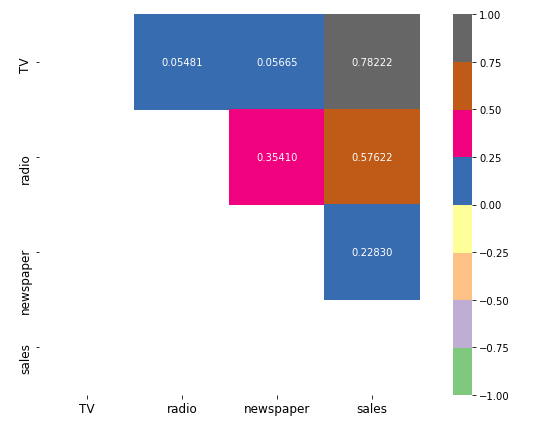 TV
0.05481
0.05665
0.78222
radio
0.35410
0.57622
newspaper
0.22830
sales
TV
radio
newspaper
sales
1.00
0.75
0.50
0.25
0.00
−0.25
−0.50
−0.75
−1.00